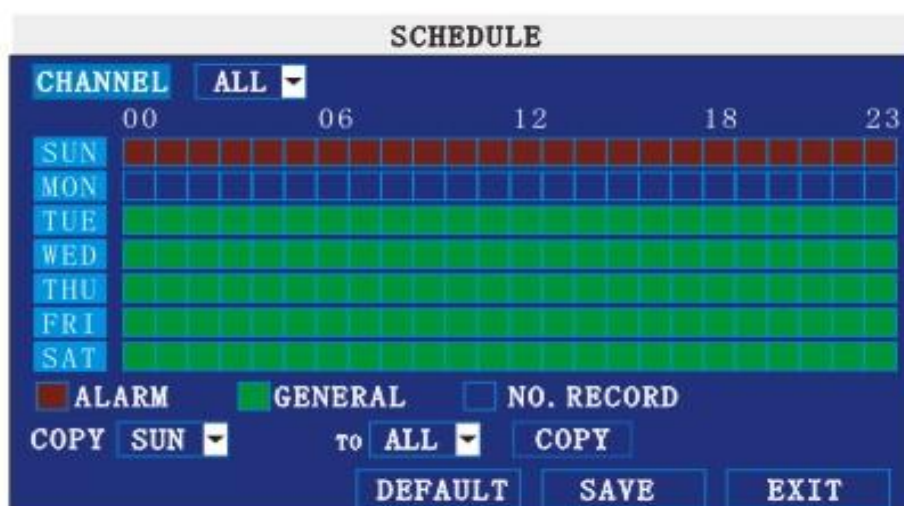 SCHEDULE
CHANNEL ALL
00 06 12 18 23
SUN
MON
TUE
WED
THU
FRI
SAT
ALARM GENERAL NO. RECORD
COPY SUN TO ALL COPY
DEFAULT SAVE EXIT